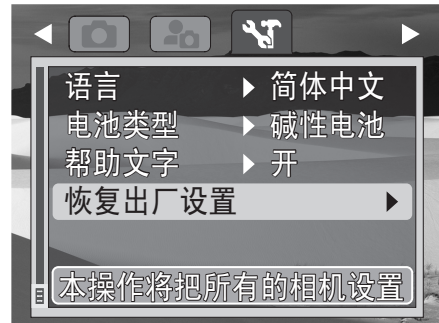 语言 简体中文
电池类型 碱性电池
帮助文字 开
恢复出厂设置
本操作将把所有的相机设置